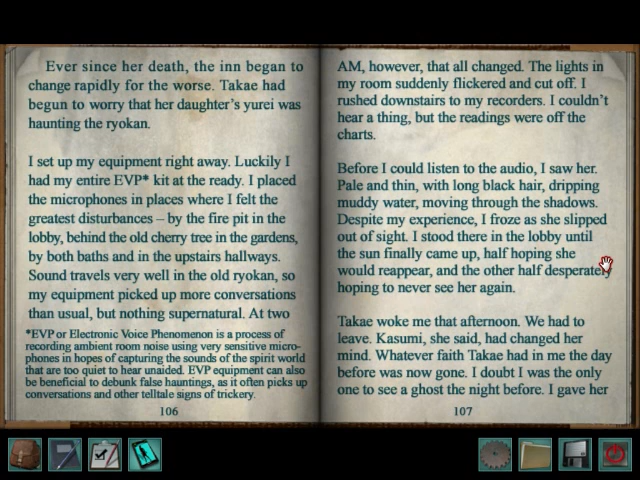 Ever since her death, the inn began to
change rapidly for the worse. Takae had
begun to worry that her daughter's yurei was
haunting the ryokan.
I set up my equipment right away. Luckily I
had my entire EVP* kit at the ready. I placed
the microphones in places where I felt the
greatest disturbances – by the fire pit in the
lobby, behind the old cherry tree in the gardens,
by both baths and in the upstairs hallways.
Sound travels very well in the old ryokan, so
my equipment picked up more conversations
than usual, but nothing supernatural. At two
*EVP or Electronic Voice Phenomenon is a process of
recording ambient room noise using very sensitive micro-
phones in hopes of capturing the sounds of the spirit world
that are too quiet to hear unaided. EVP equipment can also
be beneficial to debunk false hauntings, as it often picks up
conversations and other telltale signs of trickery.
106
AM, however, that all changed. The lights in
my room suddenly flickered and cut off. I
rushed downstairs to my recorders. I couldn't
hear a thing, but the readings were off the
charts.
Before I could listen to the audio, I saw her.
Pale and thin, with long black hair, dripping
muddy water, moving through the shadows.
Despite my experience, I froze as she slipped
out of sight. I stood there in the lobby until
the sun finally came up, half hoping she
would reappear, and the other half desperately
hoping to never see her again.
Takae woke me that afternoon. We had to
leave. Kasumi, she said, had changed her
mind. Whatever faith Takae had in me the day
before was now gone. I doubt I was the only
one to see a ghost the night before. I gave her
107